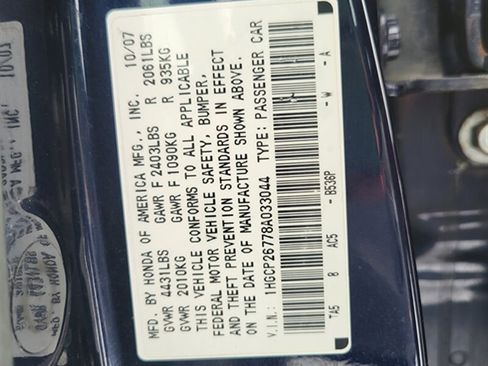 MFD. BY HONDA OF AMERICA MFG., INC. 10/07
GVWR 4431LBS GAWR F 2403LBS R 2061LBS
GVWR 2010KG GAWR F 1090KG R 935KG
THIS VEHICLE CONFORMS TO ALL APPLICABLE
FEDERAL MOTOR VEHICLE SAFETY, BUMPER,
AND THEFT PREVENTION STANDARDS IN EFFECT
ON THE DATE OF MANUFACTURE SHOWN ABOVE.
V.I.N.: 1HGCP26778A033044 TYPE: PASSENGER CAR
TA5 8 AC5 - B536P - W - A